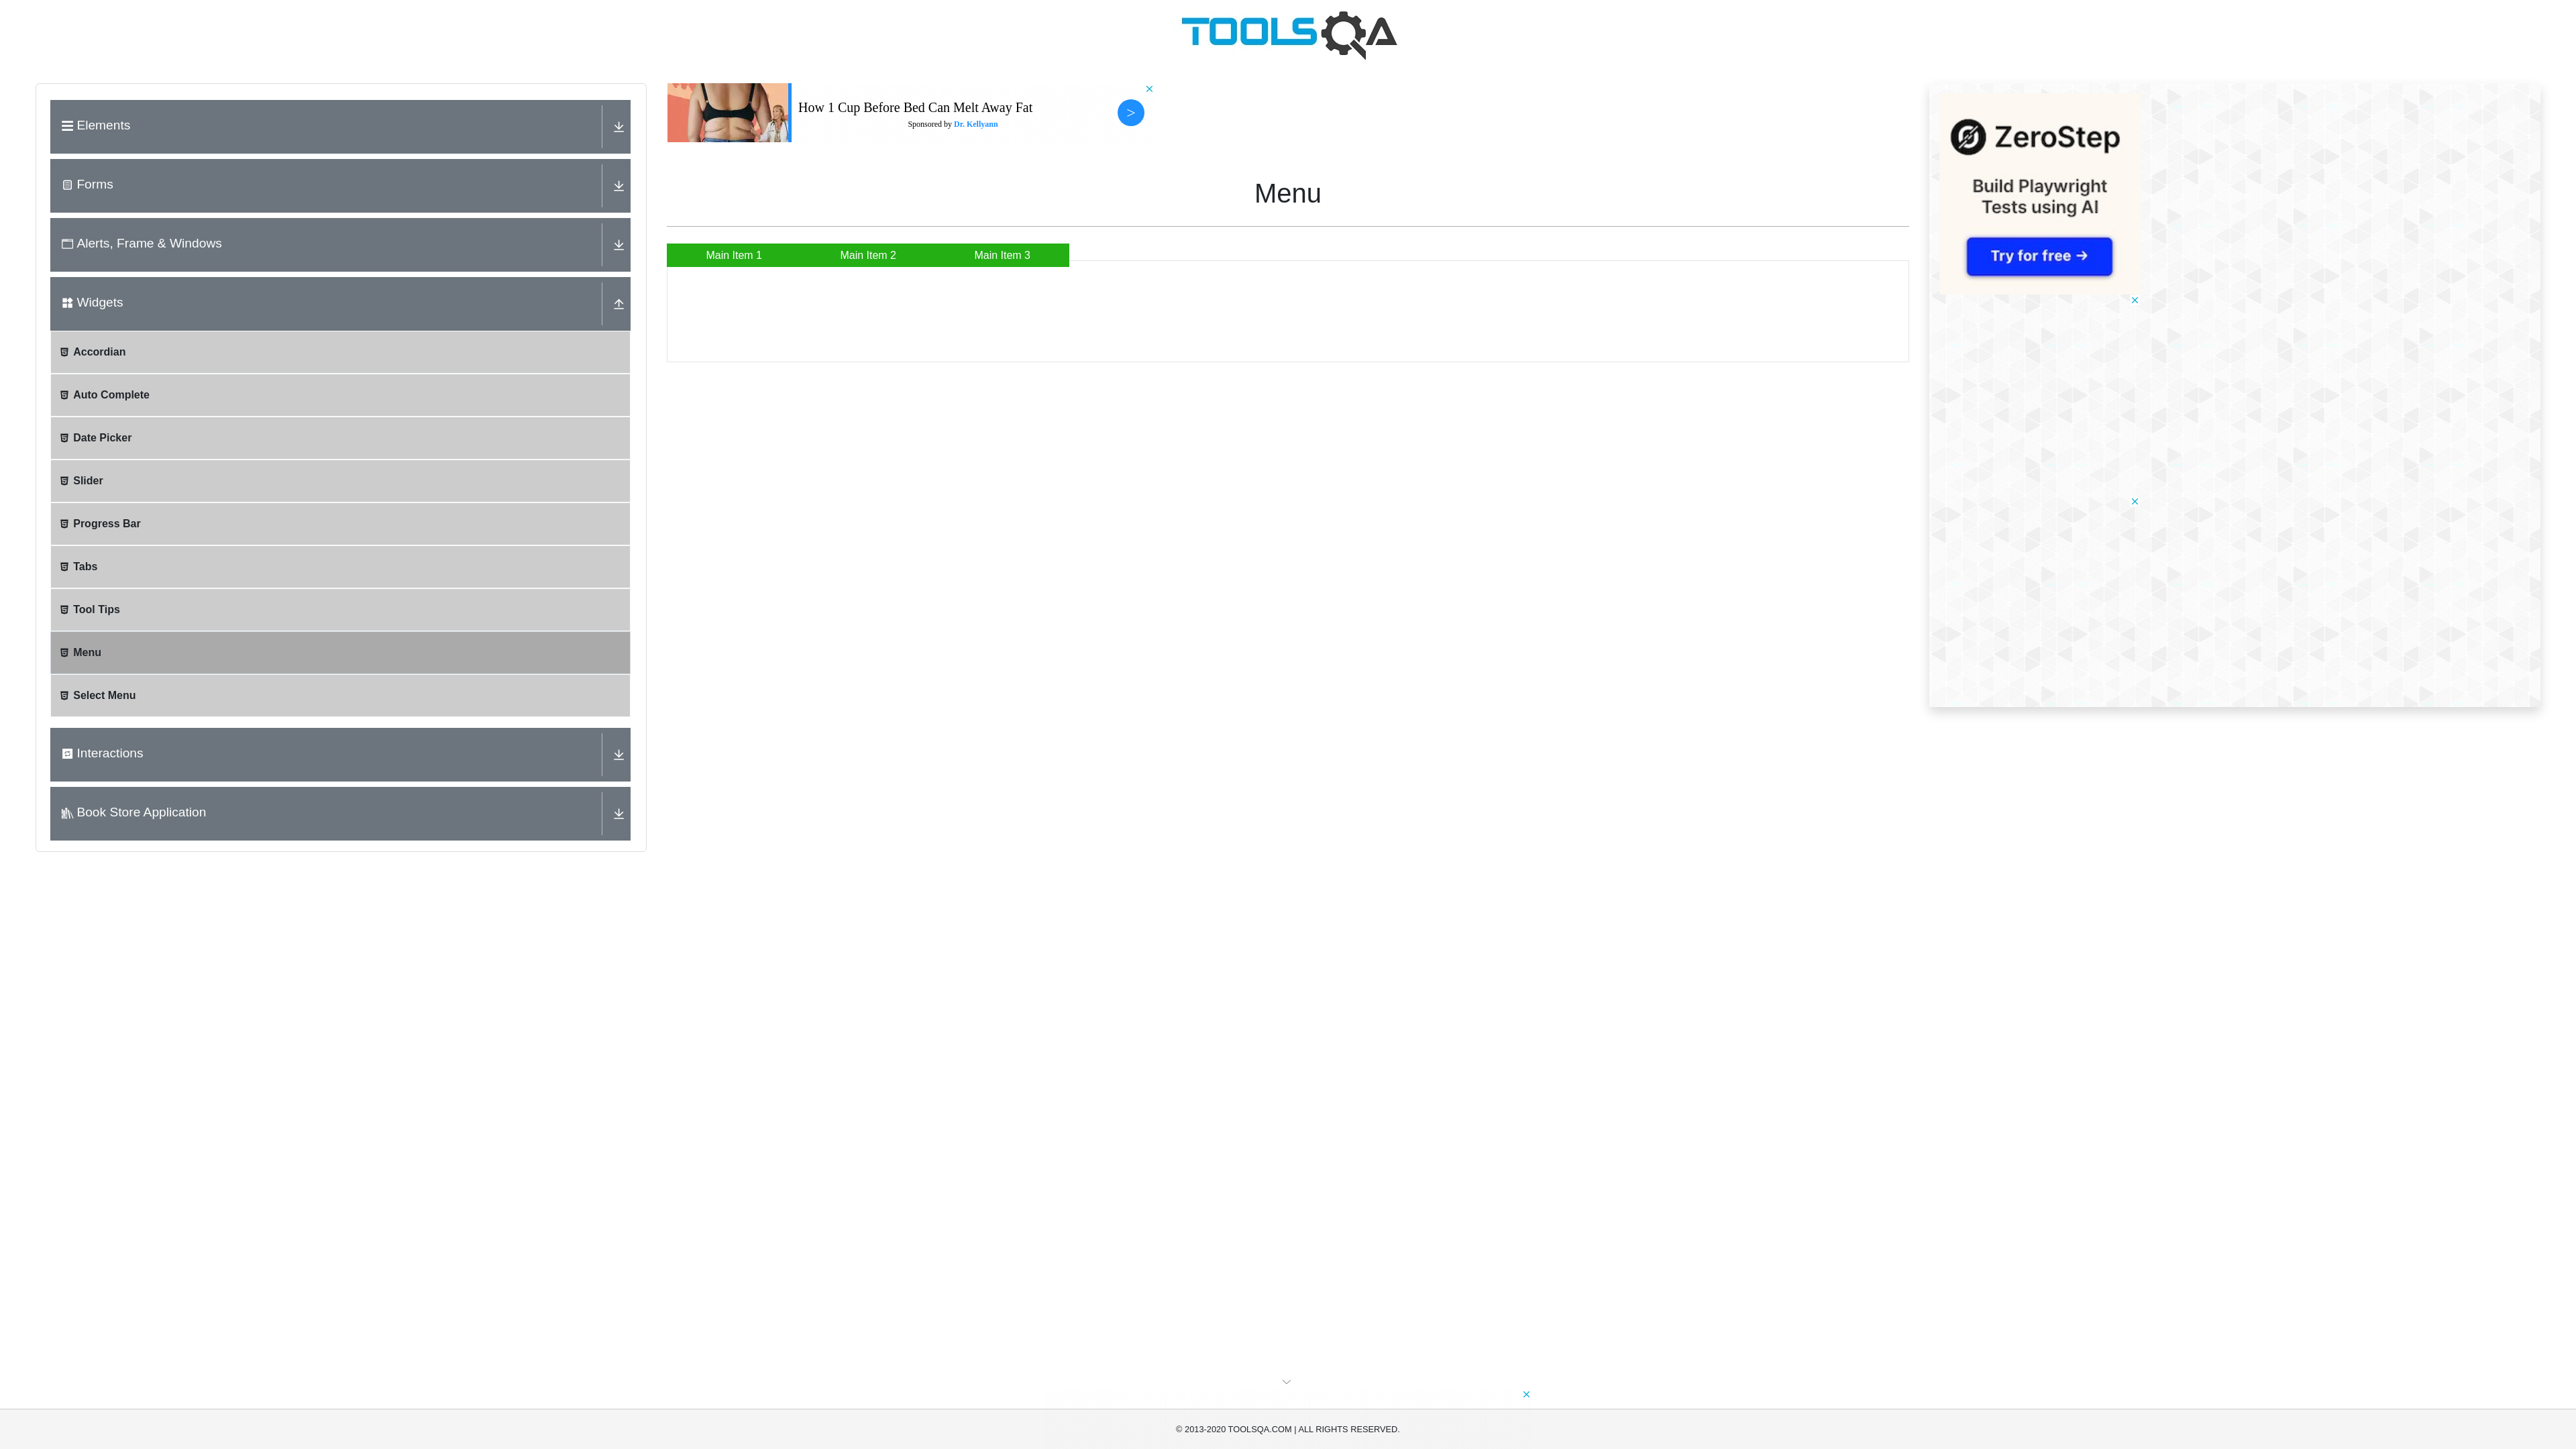 TOOLSQA
Elements
Forms
Alerts, Frame & Windows
Widgets
Accordian
Auto Complete
Date Picker
Slider
Progress Bar
Tabs
Tool Tips
Menu
Select Menu
Interactions
Book Store Application
How 1 Cup Before Bed Can Melt Away Fat
Sponsored by Dr. Kellyann
>
Menu
Main Item 1 Main Item 2 Main Item 3
ZeroStep
Build Playwright
Tests using AI
Try for free →
© 2013-2020 TOOLSQA.COM | ALL RIGHTS RESERVED.